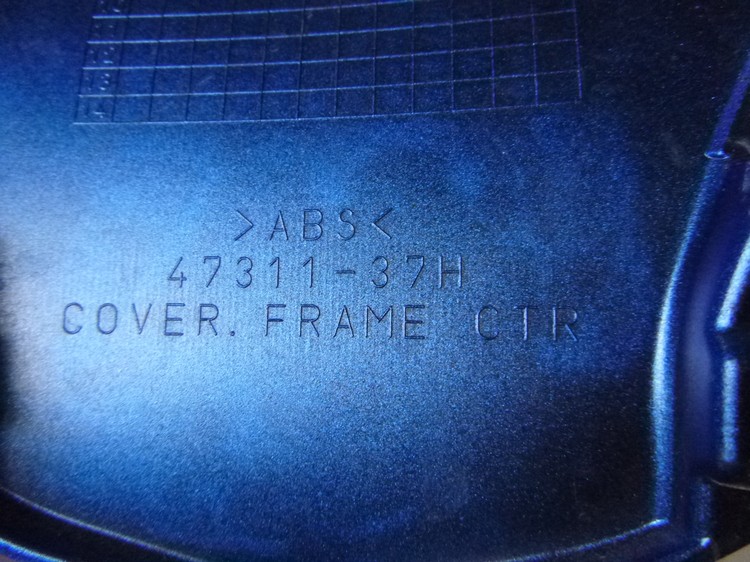 >ABS<
47311-37H
COVER. FRAME CTR